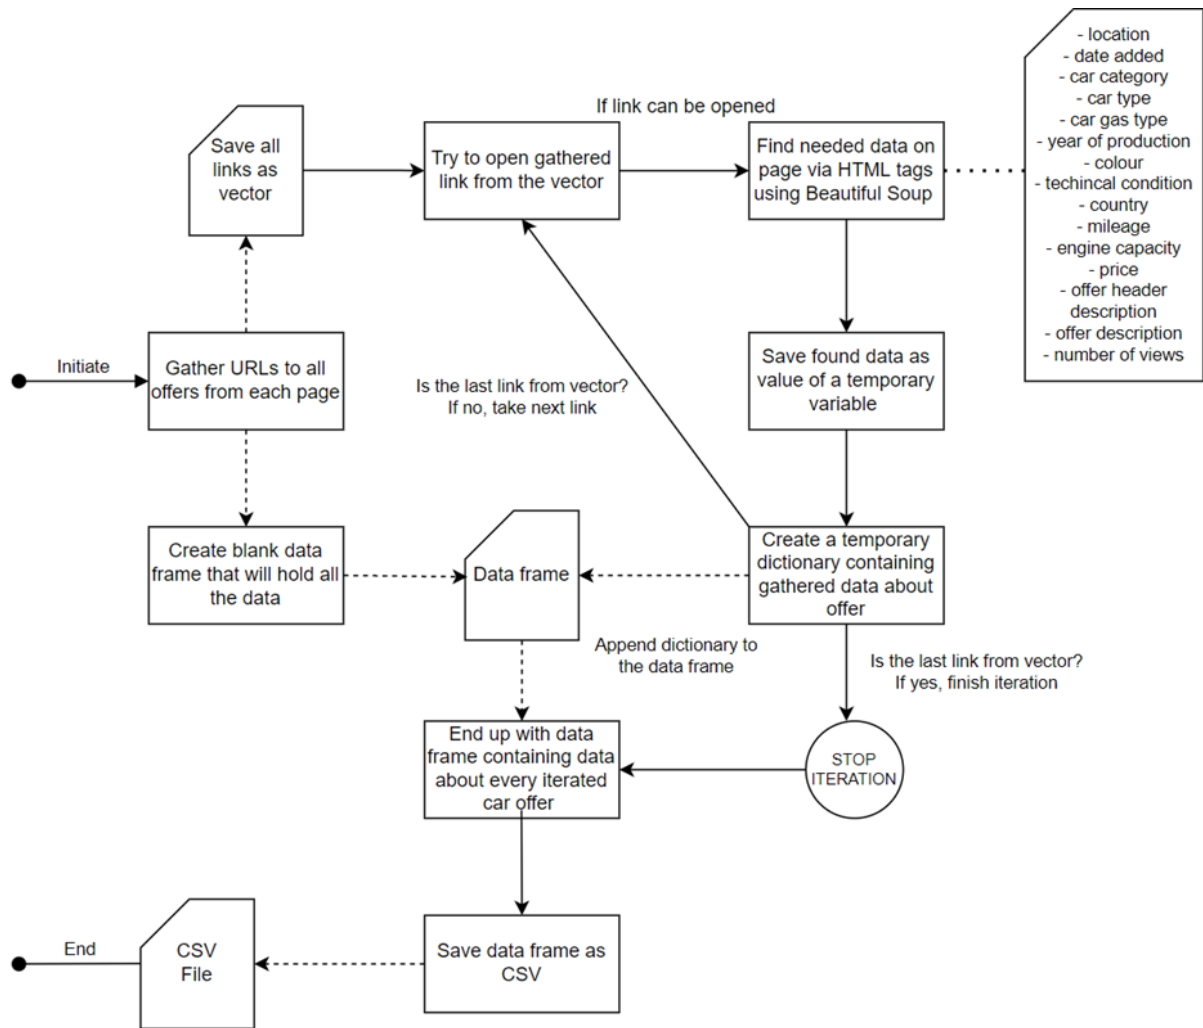 If link can be opened
Save all
links as
vector
Try to open gathered
link from the vector
Find needed data on
page via HTML tags
using Beautiful Soup
- location
- date added
- car category
- car type
- car gas type
- year of production
- colour
- techincal condition
- country
- mileage
- engine capacity
- price
- offer header
description
- offer description
- number of views
Initiate
Gather URLs to all
offers from each page
Is the last link from vector?
If no, take next link
Save found data as
value of a temporary
variable
Create blank data
frame that will hold all
the data
Data frame
Create a temporary
dictionary containing
gathered data about
offer
Append dictionary to
the data frame
Is the last link from vector?
If yes, finish iteration
End up with data
frame containing data
about every iterated
car offer
STOP
ITERATION
End
CSV
File
Save data frame as
CSV